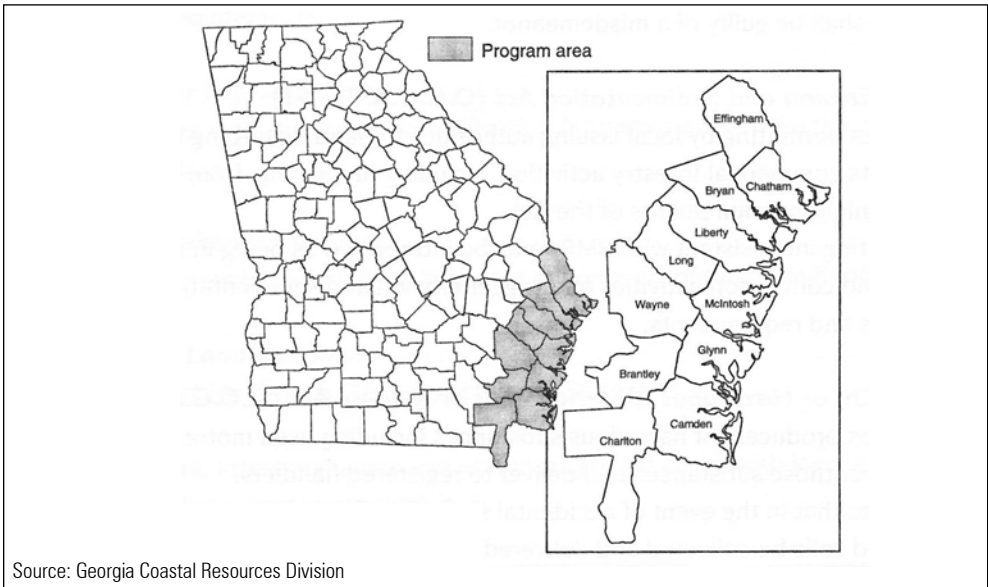 Program area
Effingham
Bryan
Chatham
Liberty
Long
Wayne
McIntosh
Glynn
Brantley
Camden
Charlton
Source: Georgia Coastal Resources Division